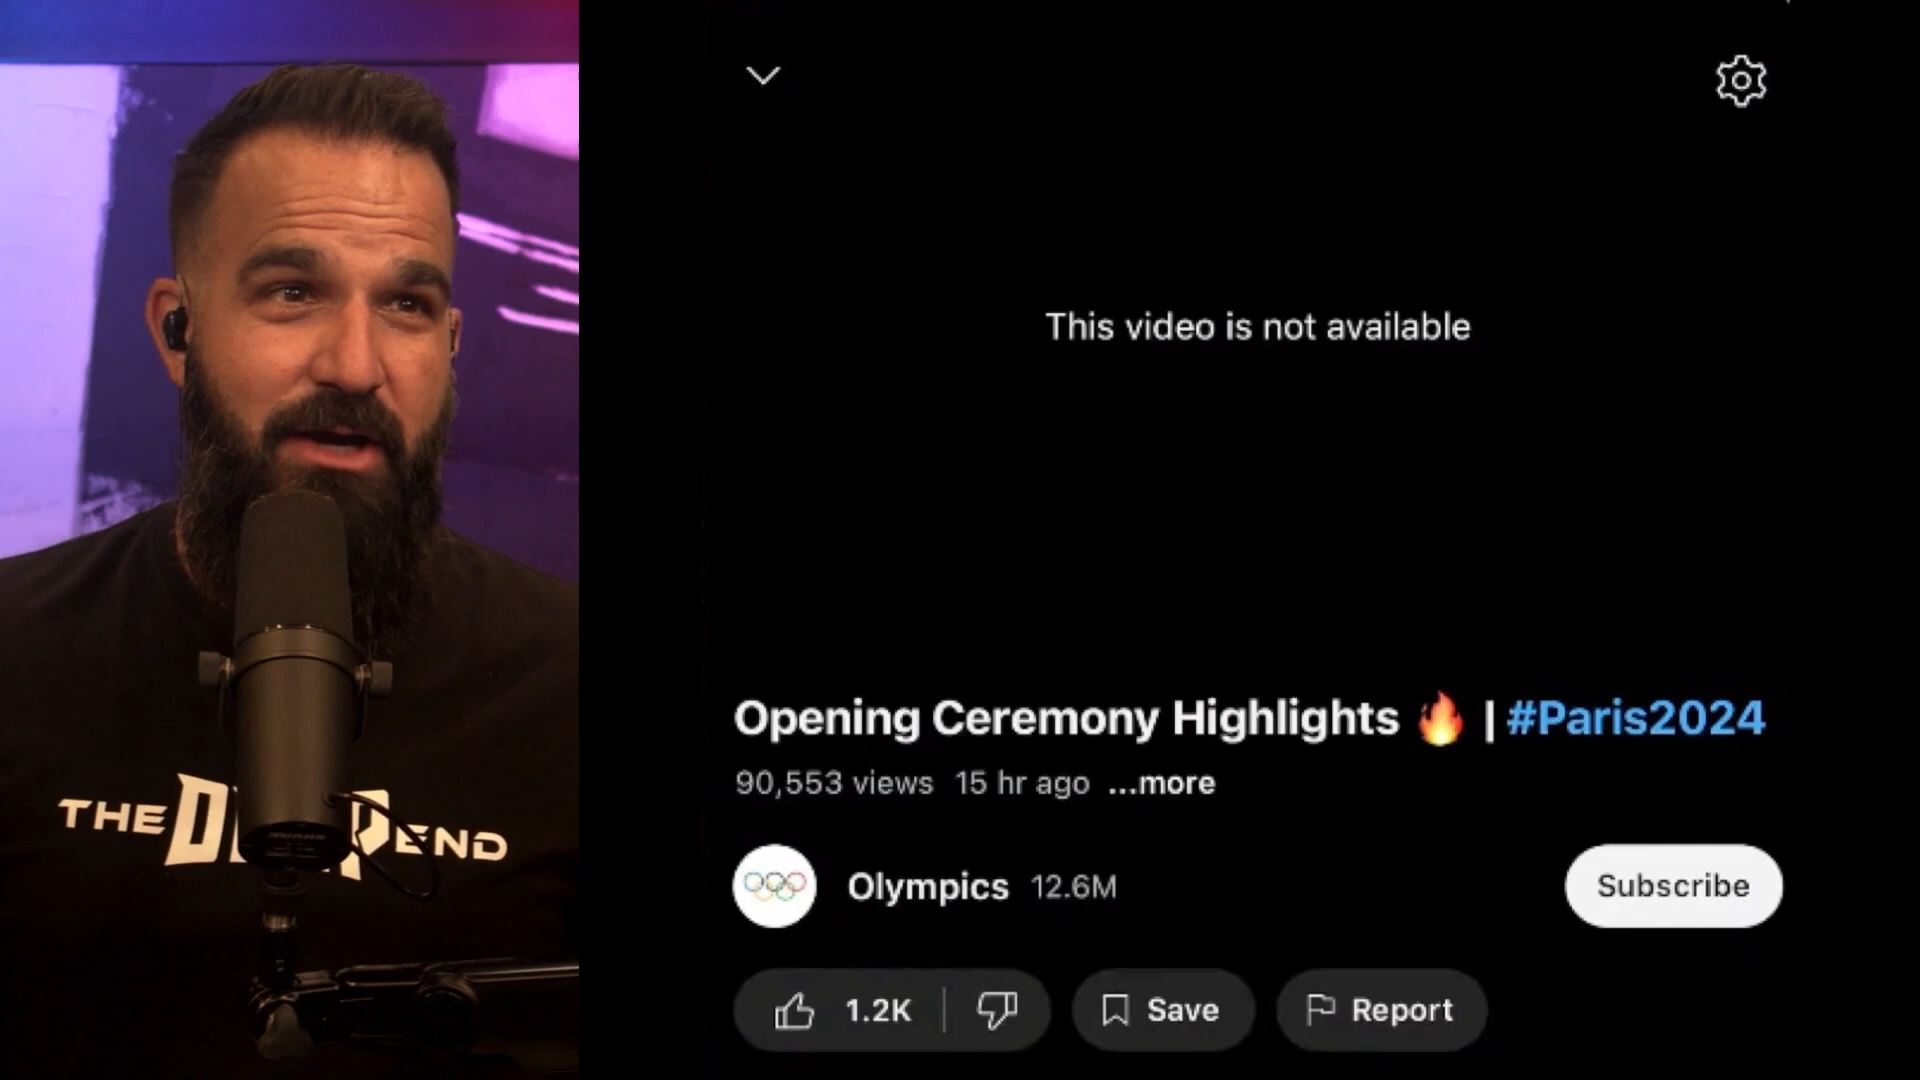 THE D
END
This video is not available
Opening Ceremony Highlights 🔥 | #Paris2024
90,553 views 15 hr ago ...more
Olympics 12.6M
Subscribe
1.2K
Save
Report